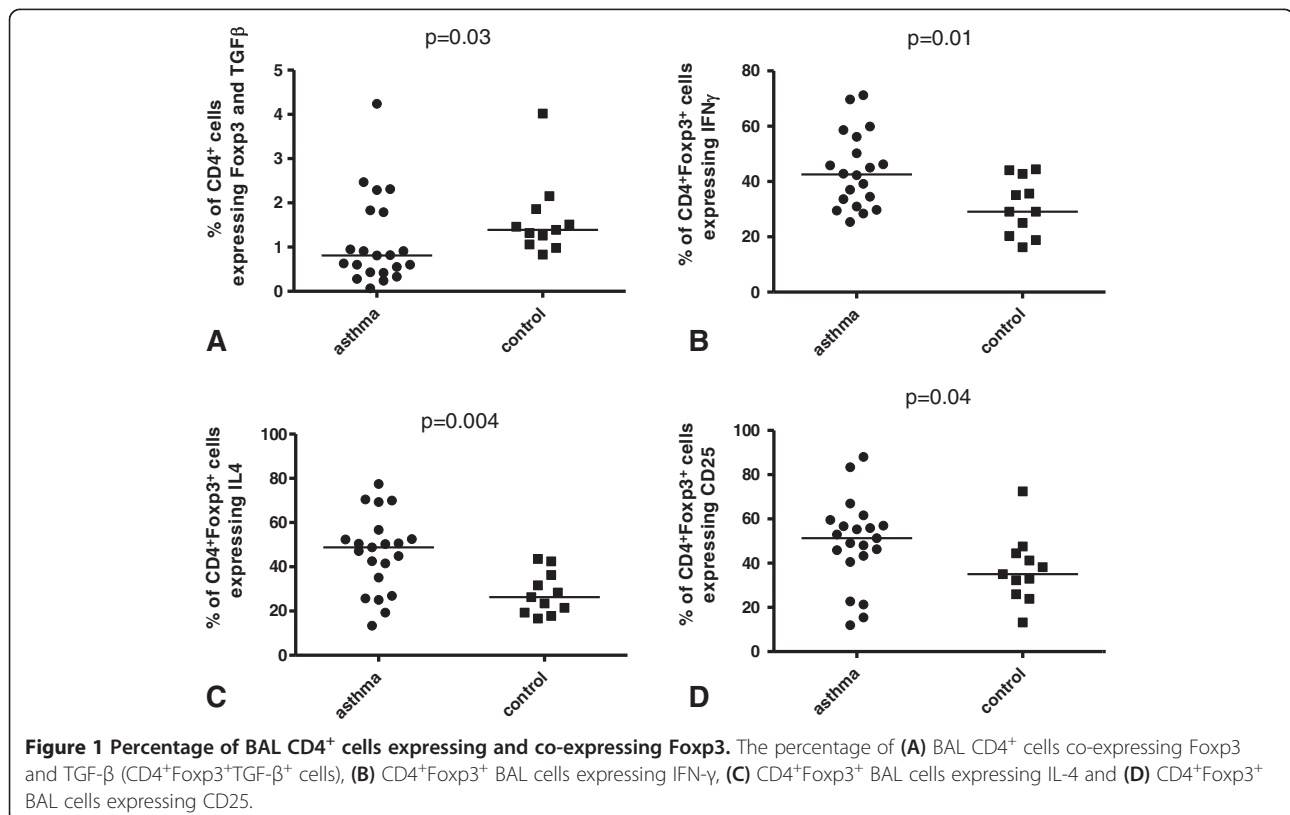 p=0.03
% of CD4⁺ cells
expressing Foxp3 and TGFβ
5
4
3
2
1
0
asthma
control
A
p=0.01
% of CD4⁺Foxp3⁺ cells
expressing IFNγ
80
60
40
20
0
asthma
control
B
p=0.004
% of CD4⁺Foxp3⁺ cells
expressing IL4
100
80
60
40
20
0
asthma
control
C
p=0.04
% of CD4⁺Foxp3⁺ cells
expressing CD25
100
80
60
40
20
0
asthma
control
D
Figure 1 Percentage of BAL CD4⁺ cells expressing and co-expressing Foxp3. The percentage of (A) BAL CD4⁺ cells co-expressing Foxp3
and TGF-β (CD4⁺Foxp3⁺TGF-β⁺ cells), (B) CD4⁺Foxp3⁺ BAL cells expressing IFN-γ, (C) CD4⁺Foxp3⁺ BAL cells expressing IL-4 and (D) CD4⁺Foxp3⁺
BAL cells expressing CD25.